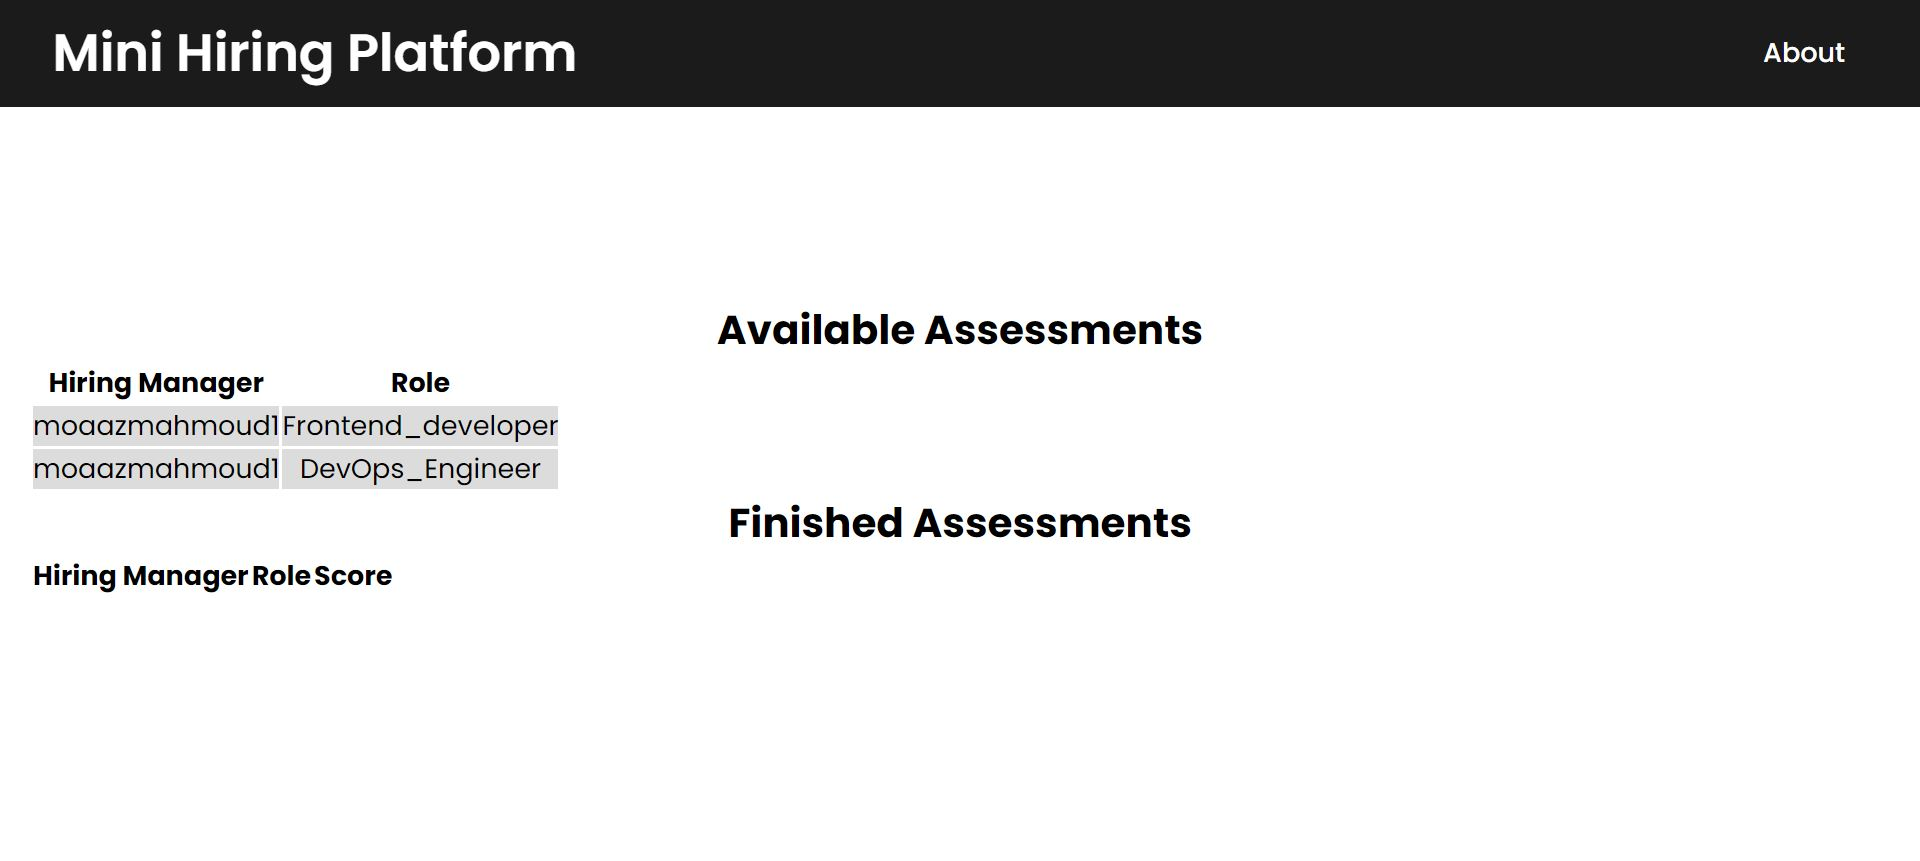 Mini Hiring Platform About
Available Assessments
Hiring Manager Role
moaazmahmoud1 Frontend_developer
moaazmahmoud1 DevOps_Engineer
Finished Assessments
Hiring Manager Role Score